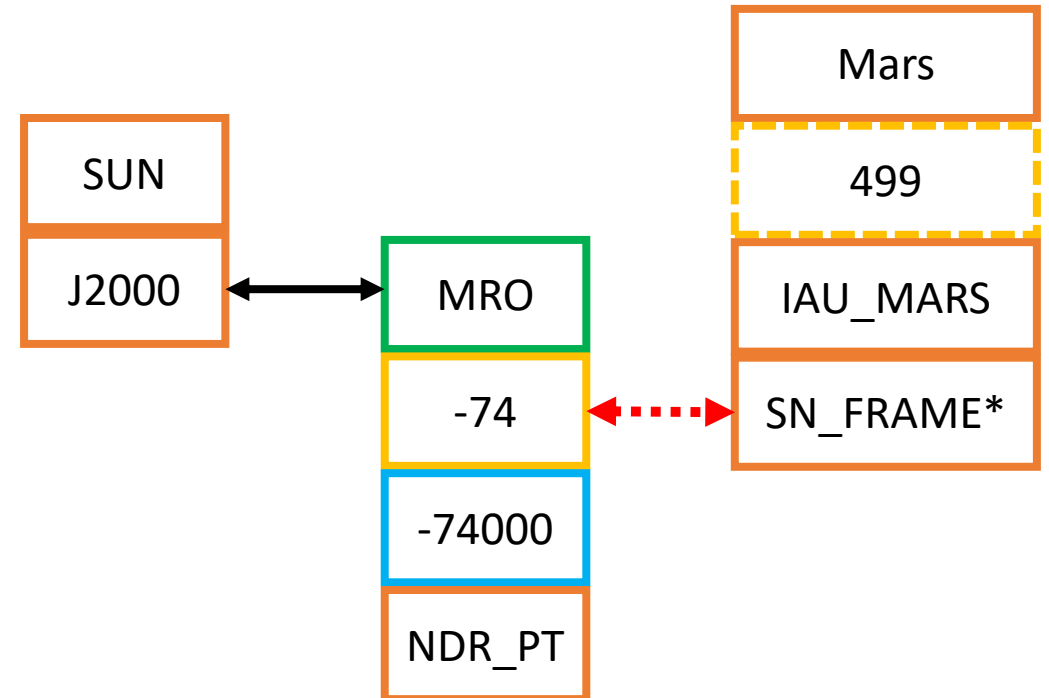 SUN
J2000
MRO
-74
-74000
NDR_PT
Mars
499
IAU_MARS
SN_FRAME*